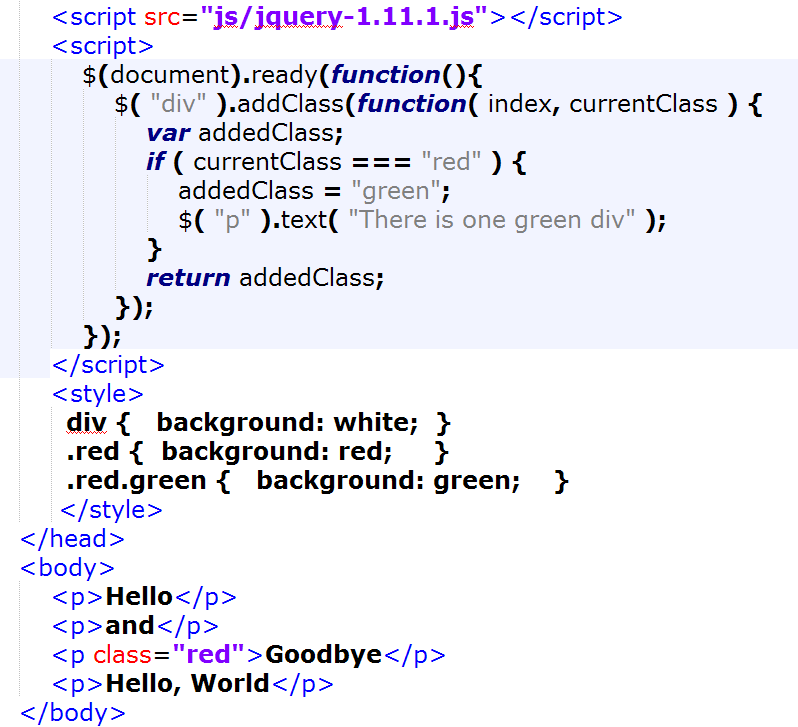 <script src="js/jquery-1.11.1.js"></script>
<script>
$(document).ready(function(){
$( "div" ).addClass(function( index, currentClass ) {
var addedClass;
if ( currentClass === "red" ) {
addedClass = "green";
$( "p" ).text( "There is one green div" );
}
return addedClass;
});
});
</script>
<style>
div {   background: white;  }
.red {  background: red;     }
.red.green {   background: green;    }
</style>
</head>
<body>
<p>Hello</p>
<p>and</p>
<p class="red">Goodbye</p>
<p>Hello, World</p>
</body>